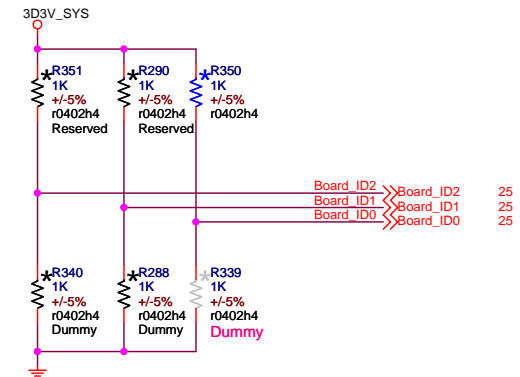 3D3V_SYS
R351 R290 R350
1K 1K 1K
+/-5% +/-5% +/-5%
r0402h4 r0402h4 r0402h4
Reserved Reserved
Board_ID2 Board_ID2 25
Board_ID1 Board_ID1 25
Board_ID0 Board_ID0 25
R340 R288 R339
1K 1K 1K
+/-5% +/-5% +/-5%
r0402h4 r0402h4 r0402h4
Dummy Dummy Dummy